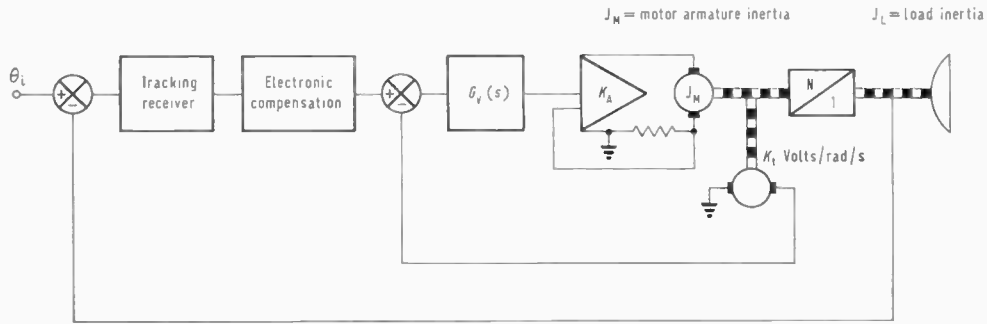 J_M = motor armature inertia
J_L = load inertia
θ_i
+
−
Tracking
receiver
Electronic
compensation
+
−
G_v(s)
K_A
J_M
N
1
K_t Volts/rad/s